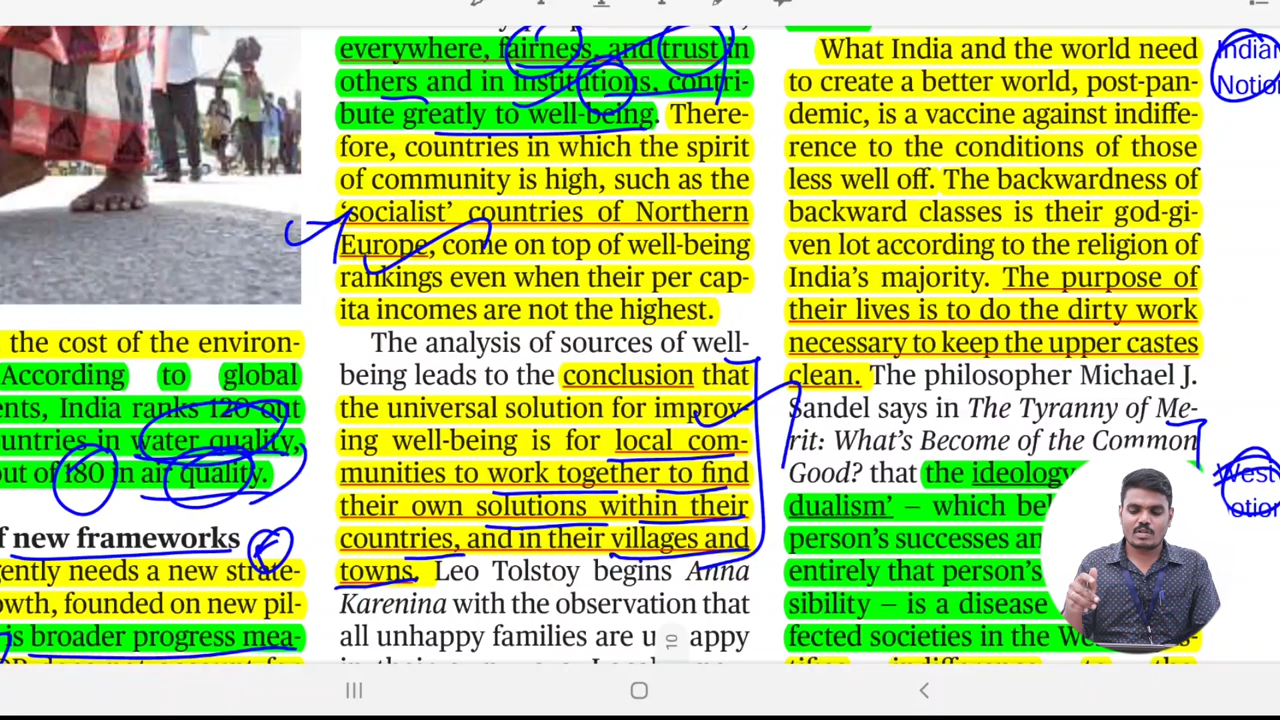 the cost of the environ-
According to global
ents, India ranks 120 out
untries in water quality,
out of 180 in air quality.
f new frameworks
gently needs a new strate-
owth, founded on new pil-
is broader progress mea-
everywhere, fairness, and trust in
others and in institutions, contri-
bute greatly to well-being. There-
fore, countries in which the spirit
of community is high, such as the
‘socialist’ countries of Northern
Europe, come on top of well-being
rankings even when their per cap-
ita incomes are not the highest.
The analysis of sources of well-
being leads to the conclusion that
the universal solution for improv-
ing well-being is for local com-
munities to work together to find
their own solutions within their
countries, and in their villages and
towns. Leo Tolstoy begins Anna
Karenina with the observation that
all unhappy families are u appy
10
What India and the world need
to create a better world, post-pan-
demic, is a vaccine against indiffe-
rence to the conditions of those
less well off. The backwardness of
backward classes is their god-gi-
ven lot according to the religion of
India’s majority. The purpose of
their lives is to do the dirty work
necessary to keep the upper castes
clean. The philosopher Michael J.
Sandel says in The Tyranny of Me-
rit: What’s Become of the Common
Good? that the ideology
dualism’ – which be
person’s successes an
entirely that person’s
sibility – is a disease
fected societies in the We
Indian
Notion
West
otion